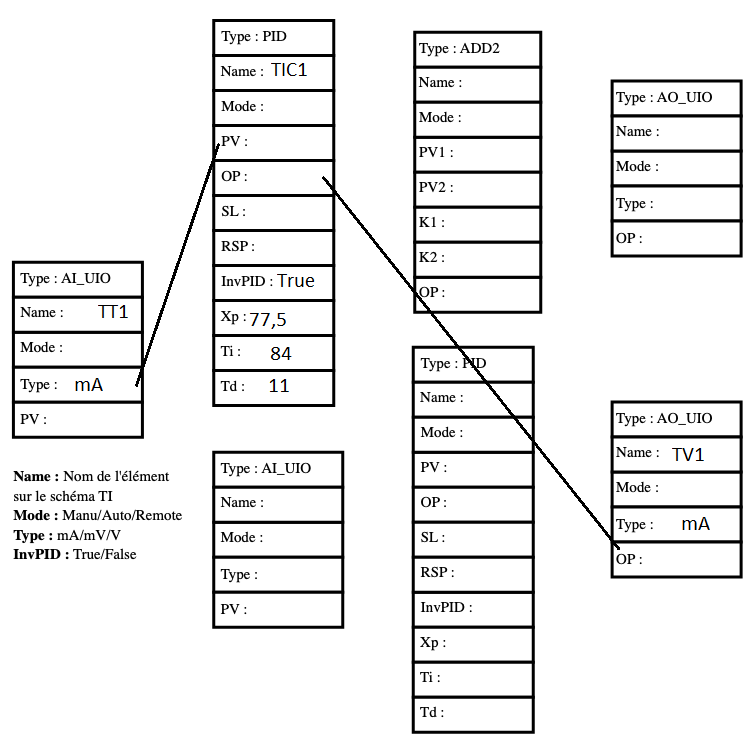 Type : AI_UIO
Name : TT1
Mode :
Type : mA
PV :
Name : Nom de l'élément
sur le schéma TI
Mode : Manu/Auto/Remote
Type : mA/mV/V
InvPID : True/False
Type : PID
Name : TIC1
Mode :
PV :
OP :
SL :
RSP :
InvPID : True
Xp : 77,5
Ti : 84
Td : 11
Type : AI_UIO
Name :
Mode :
Type :
PV :
Type : ADD2
Name :
Mode :
PV1 :
PV2 :
K1 :
K2 :
OP :
Type : PID
Name :
Mode :
PV :
OP :
SL :
RSP :
InvPID :
Xp :
Ti :
Td :
Type : AO_UIO
Name :
Mode :
Type :
OP :
Type : AO_UIO
Name : TV1
Mode :
Type : mA
OP :